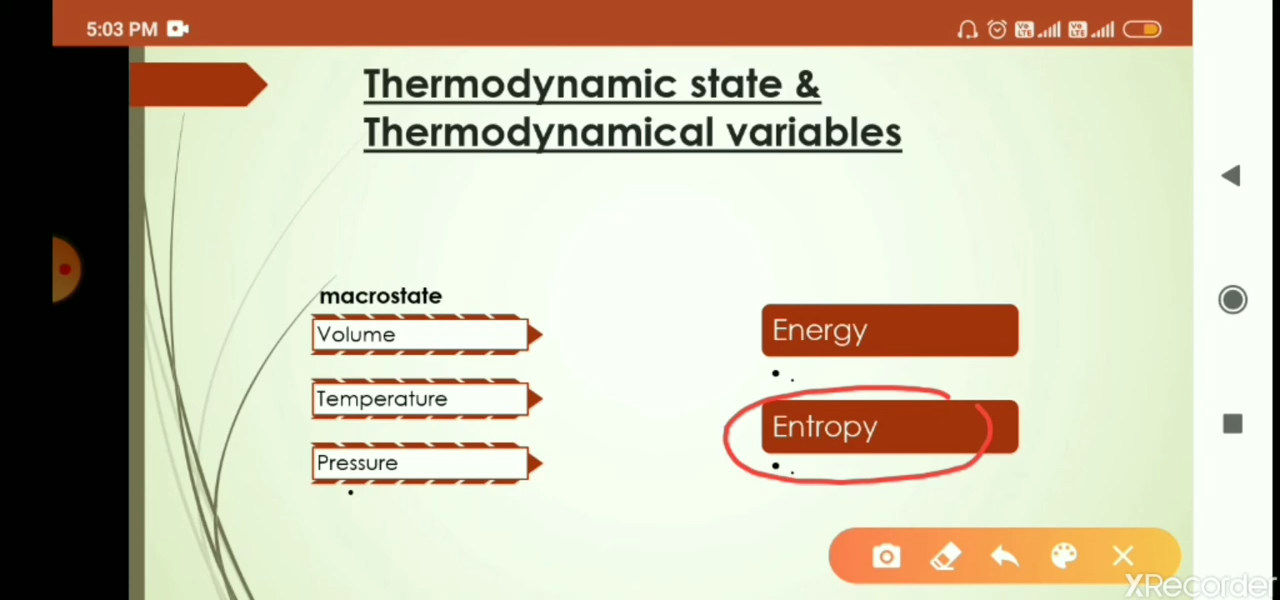 5:03 PM
Thermodynamic state &
Thermodynamical variables
macrostate
Volume
Temperature
Pressure
Energy
Entropy
XRecorder